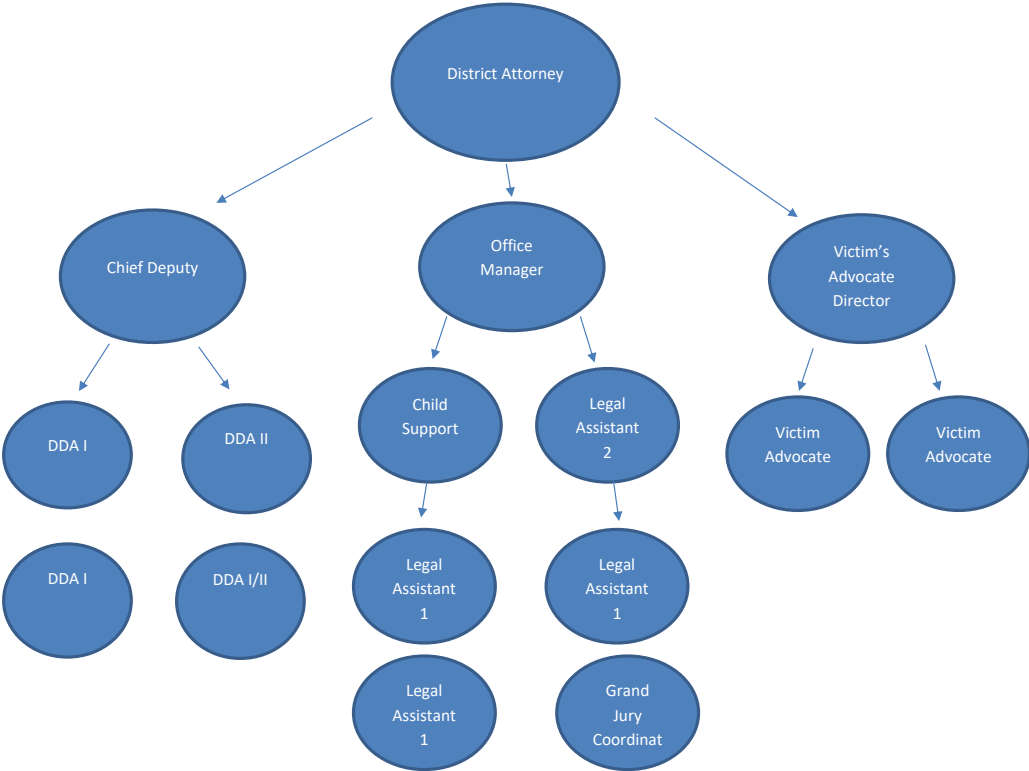 District Attorney
Chief Deputy
Office
Manager
Victim's
Advocate
Director
DDA I
DDA II
Child
Support
Legal
Assistant
2
Victim
Advocate
Victim
Advocate
DDA I
DDA I/II
Legal
Assistant
1
Legal
Assistant
1
Legal
Assistant
1
Grand
Jury
Coordinat